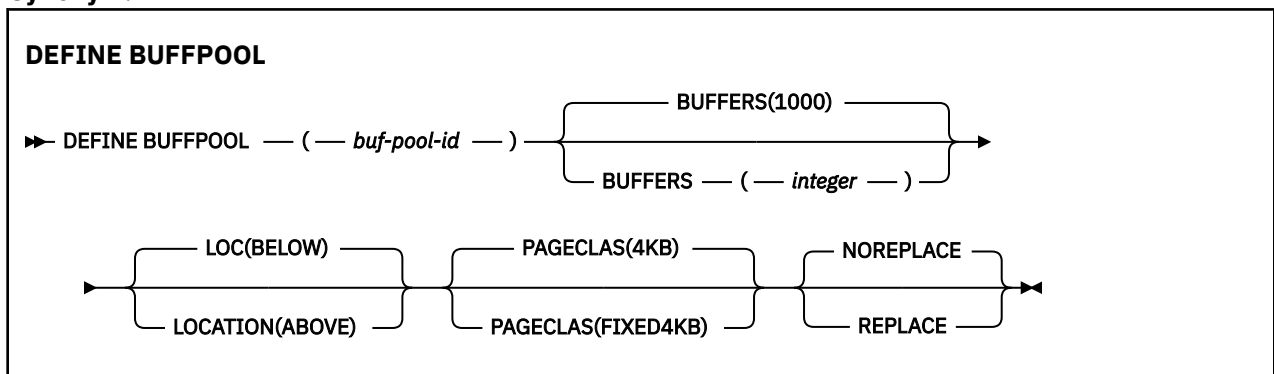 DEFINE BUFFPOOL
BUFFERS(1000)
DEFINE BUFFPOOL ( buf-pool-id )
BUFFERS ( integer )
LOC(BELOW) PAGECLAS(4KB) NOREPLACE
LOCATION(ABOVE) PAGECLAS(FIXED4KB) REPLACE